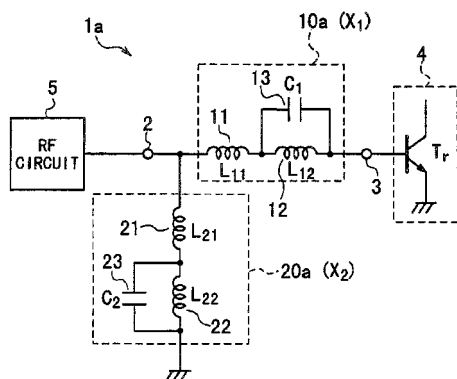 1a
10a (X1)
5
RF
CIRCUIT
2
11
L11
13
C1
L12
12
3
4
Tr
21
L21
23
C2
L22
22
20a (X2)